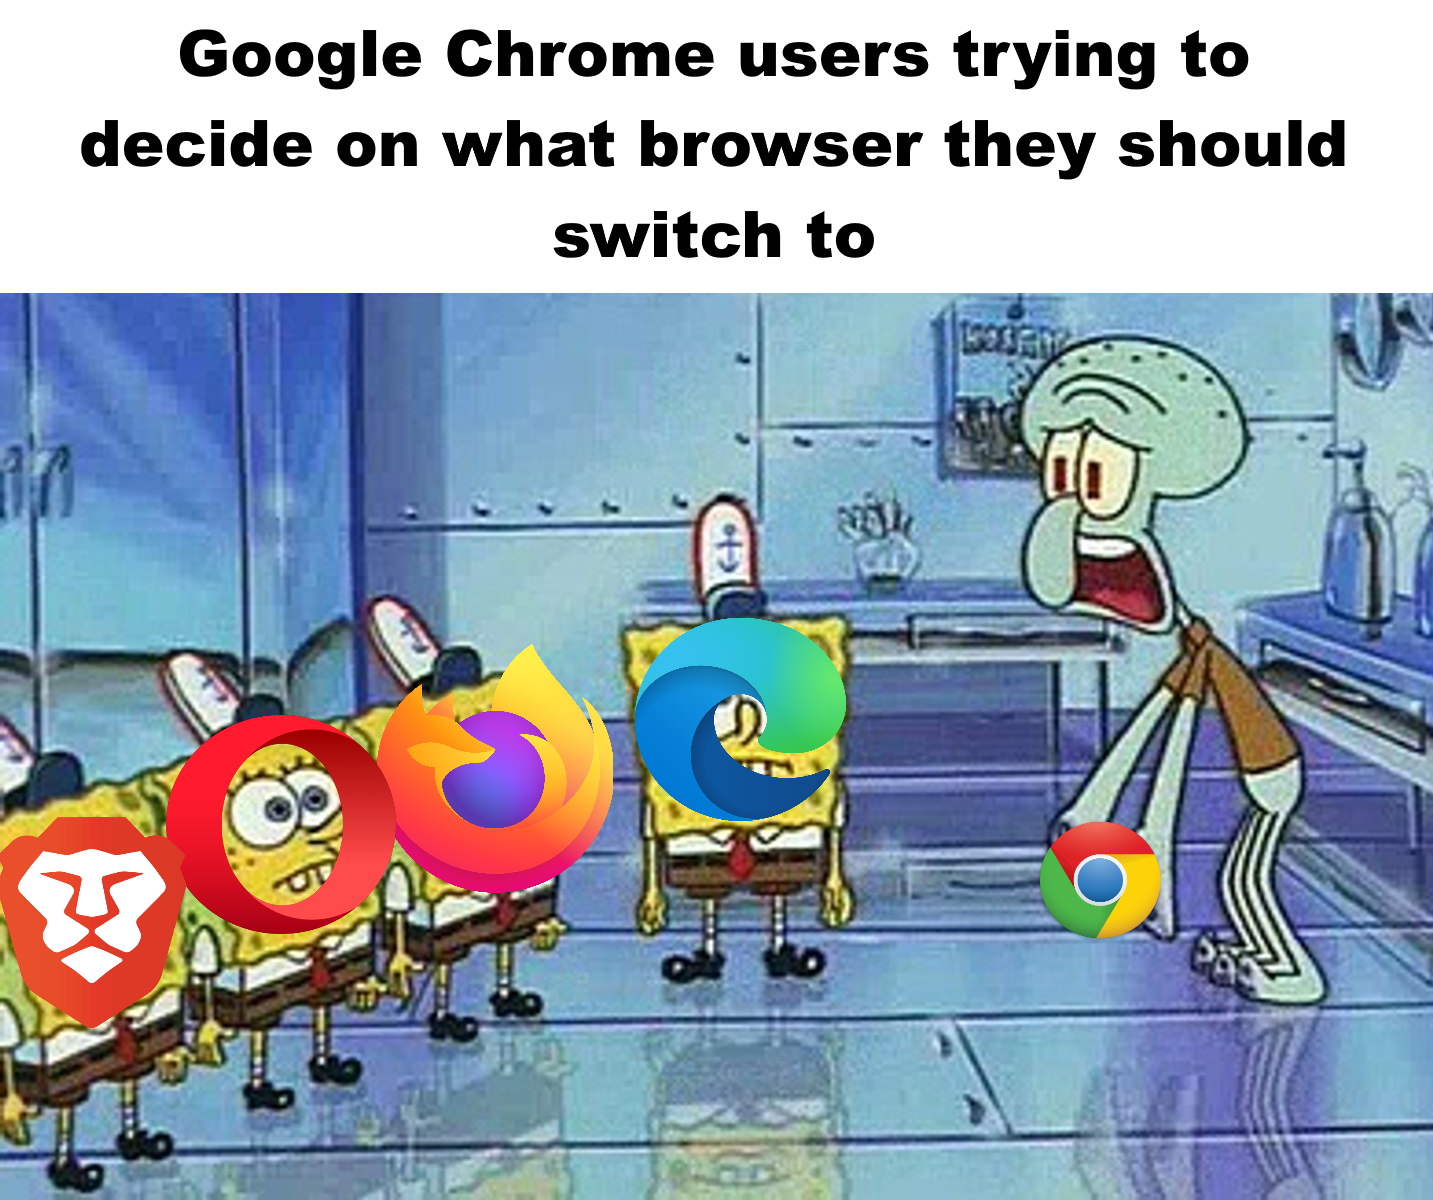 Google Chrome users trying to
decide on what browser they should
switch to